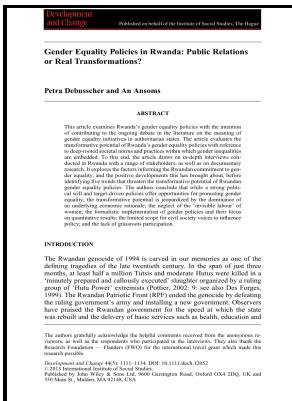 Development
and Change
Published on behalf of the Institute of Social Studies, The Hague
Gender Equality Policies in Rwanda: Public Relations
or Real Transformations?
Petra Debusscher and An Ansoms
ABSTRACT
This article examines Rwanda's gender equality policies with the intention
of contributing to the ongoing debate in the literature on the meaning of
gender equality initiatives in authoritarian states. The article evaluates the
transformative potential of Rwanda's gender equality policies with reference
to deep-rooted societal norms and practices within which gender inequalities
are embedded. To this end, the article draws on in-depth interviews con-
ducted in Rwanda with a range of stakeholders, as well as on documentary
research. It explores the factors informing the Rwandan commitment to gen-
der equality, and the positive developments this has brought about, before
identifying five trends that threaten the transformative potential of Rwandan
gender equality policies. The authors conclude that while a strong politi-
cal will and target-driven policies offer opportunities for promoting gender
equality, the transformative potential is jeopardized by the dominance of
an underlying economic rationale; the neglect of the 'invisible labour' of
women; the formalistic implementation of gender policies and their focus
on quantitative results; the limited scope for civil society voices to influence
policy; and the lack of grassroots participation.
INTRODUCTION
The Rwandan genocide of 1994 is carved in our memories as one of the
defining tragedies of the late twentieth century. In the span of just three
months, at least half a million Tutsis and moderate Hutus were killed in a
'minutely prepared and callously executed' slaughter organized by a ruling
group of 'Hutu Power' extremists (Pottier, 2002: 9: see also Des Forges,
1999). The Rwandan Patriotic Front (RPF) ended the genocide by defeating
the ruling government's army and installing a new government. Observers
have praised the Rwandan government for the speed at which the state
was rebuilt and the delivery of basic services such as health, education and
The authors gratefully acknowledge the helpful comments received from the anonymous re-
viewers, as well as the respondents who participated in the interviews. They also thank the
Research Foundation — Flanders (FWO) for the international travel grant which made this
research possible.
Development and Change 44(5): 1111–1134. DOI: 10.1111/dech.12052
© 2013 International Institute of Social Studies.
Published by John Wiley & Sons Ltd, 9600 Garsington Road, Oxford OX4 2DQ, UK and
350 Main St., Malden, MA 02148, USA